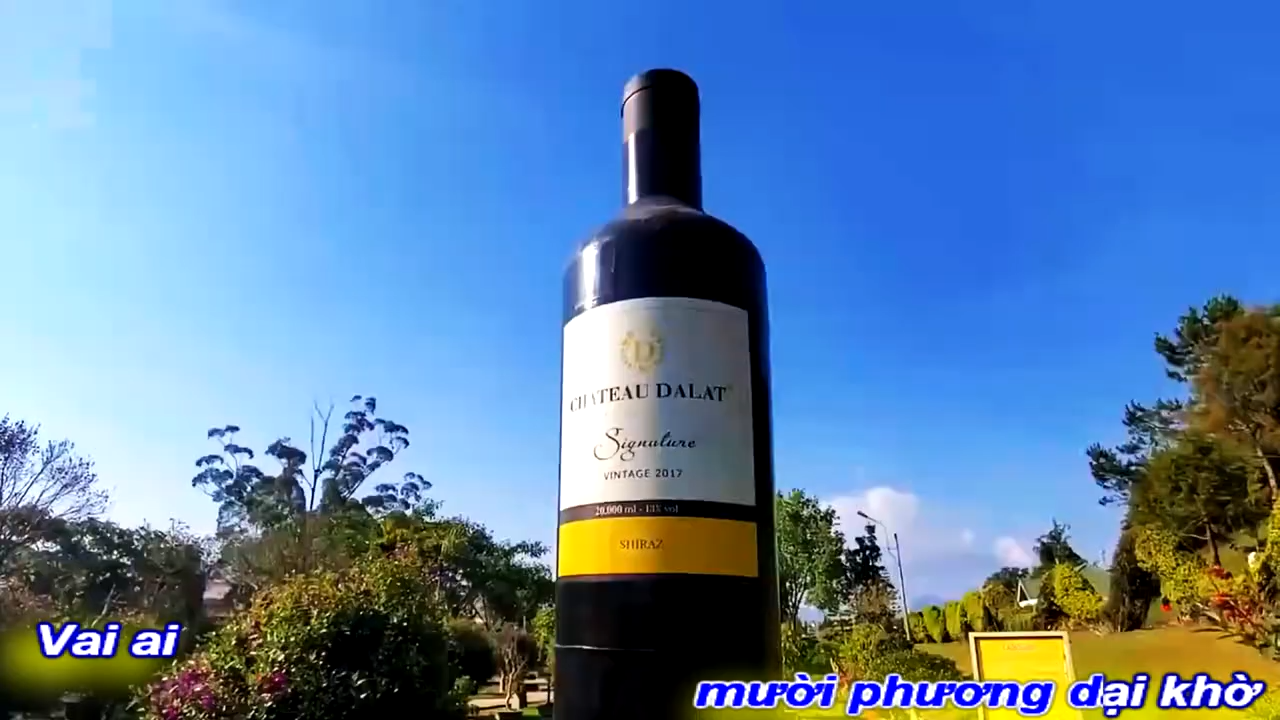 CHATEAU DALAT
Signature
VINTAGE 2017
20.000 ml - 13% vol
SHIRAZ
Vai ai
mười phương dại khờ